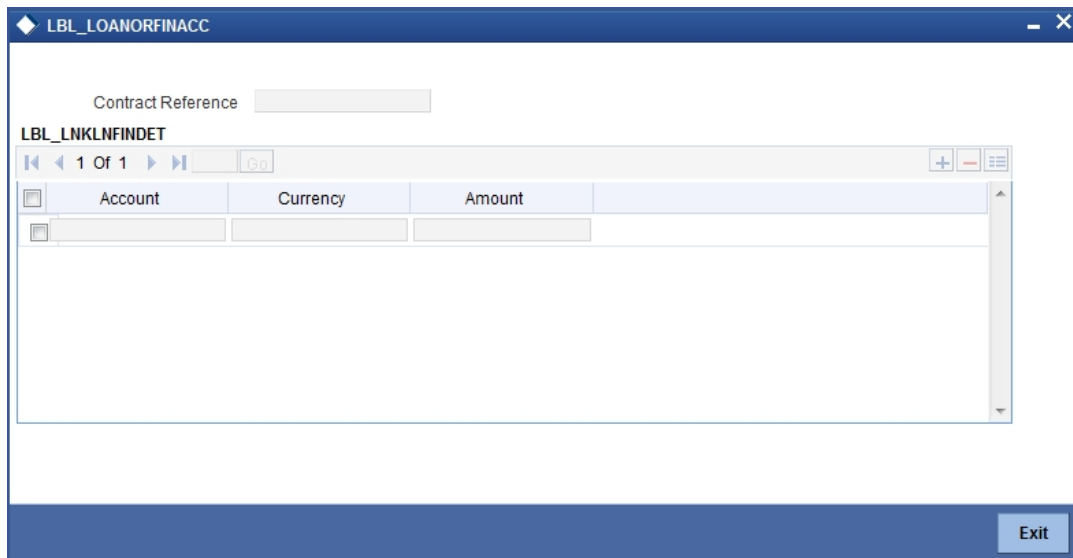 LBL_LOANORFINACC
Contract Reference
LBL_LNKLNFINDET
1 Of 1 Go
Account Currency Amount
Exit